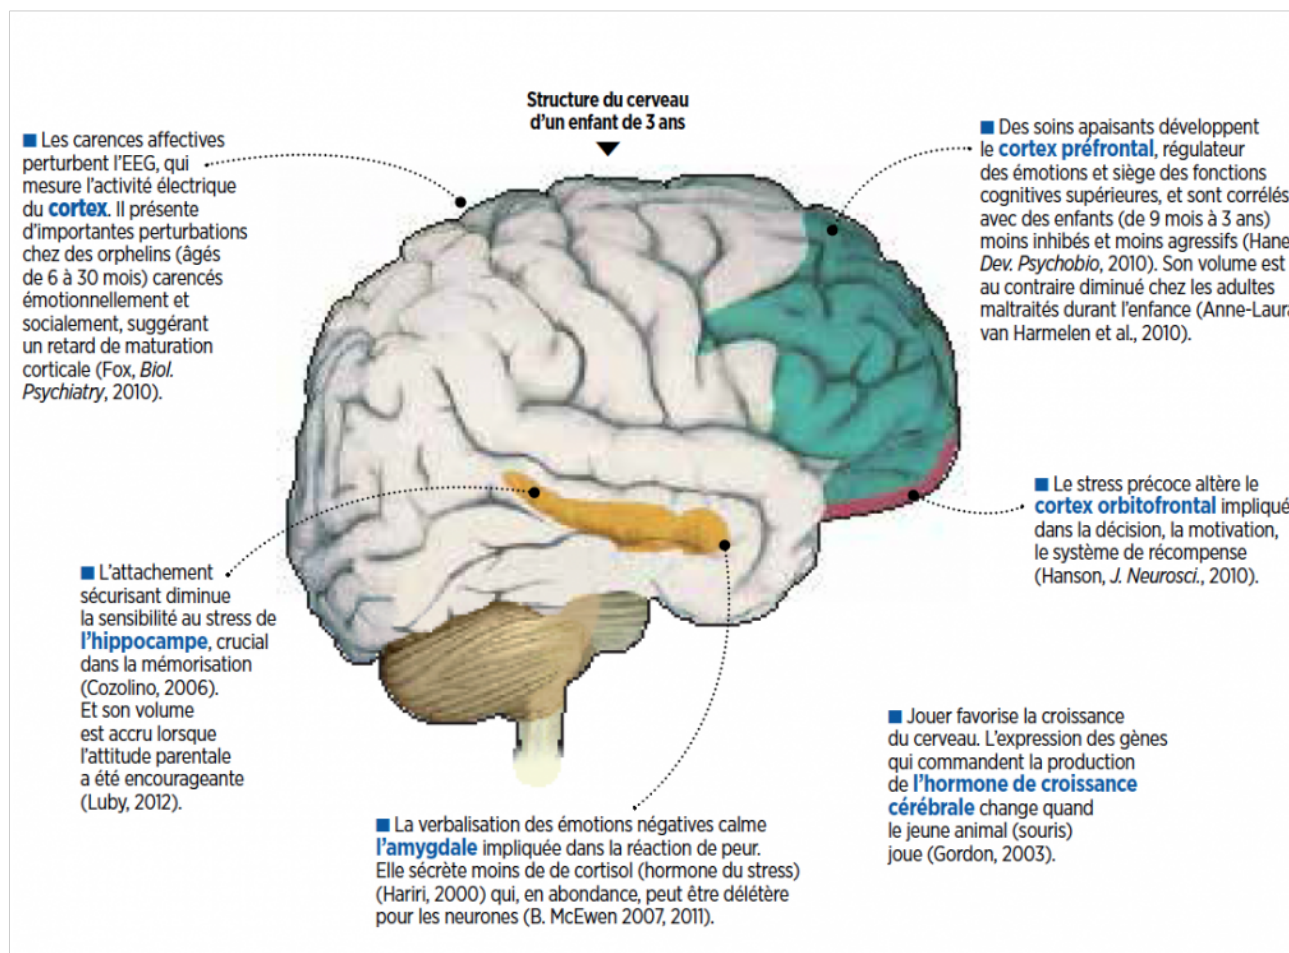 Structure du cerveau
d'un enfant de 3 ans
■ Les carences affectives
perturbent l'EEG, qui
mesure l'activité électrique
du cortex. Il présente
d'importantes perturbations
chez des orphelins (âgés
de 6 à 30 mois) carencés
émotionnellement et
socialement, suggérant
un retard de maturation
corticale (Fox, Biol.
Psychiatry, 2010).
■ Des soins apaisants développent
le cortex préfrontal, régulateur
des émotions et siège des fonctions
cognitives supérieures, et sont corrélés
avec des enfants (de 9 mois à 3 ans)
moins inhibés et moins agressifs (Hane
Dev. Psychobio, 2010). Son volume est
au contraire diminué chez les adultes
maltraités durant l'enfance (Anne-Laura
van Harmelen et al., 2010).
■ Le stress précoce altère le
cortex orbitofrontal impliqué
dans la décision, la motivation,
le système de récompense
(Hanson, J. Neurosci., 2010).
■ L'attachement
sécurisant diminue
la sensibilité au stress de
l'hippocampe, crucial
dans la mémorisation
(Cozolino, 2006).
Et son volume
est accru lorsque
l'attitude parentale
a été encourageante
(Luby, 2012).
■ Jouer favorise la croissance
du cerveau. L'expression des gènes
qui commandent la production
de l'hormone de croissance
cérébrale change quand
le jeune animal (souris)
joue (Gordon, 2003).
■ La verbalisation des émotions négatives calme
l'amygdale impliquée dans la réaction de peur.
Elle sécrète moins de de cortisol (hormone du stress)
(Hariri, 2000) qui, en abondance, peut être délétère
pour les neurones (B. McEwen 2007, 2011).